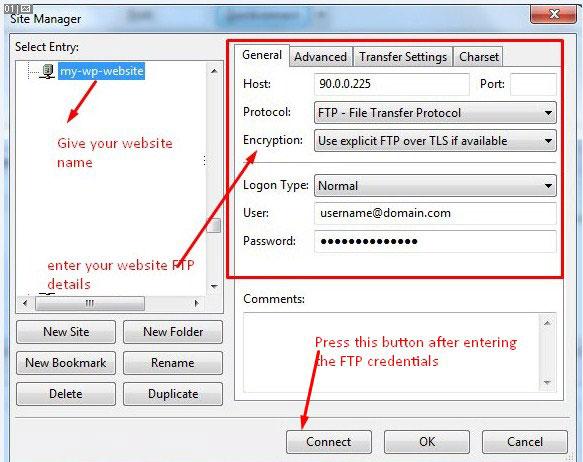 Site Manager
Select Entry:
my-wp-website
Give your website
name
enter your website FTP
details
New Site
New Folder
New Bookmark
Rename
Delete
Duplicate
General
Advanced
Transfer Settings
Charset
Host:
90.0.0.225
Port:
Protocol:
FTP - File Transfer Protocol
Encryption:
Use explicit FTP over TLS if available
Logon Type:
Normal
User:
username@domain.com
Password:
●●●●●●●●●●●●●●
Comments:
Press this button after entering
the FTP credentials
Connect
OK
Cancel